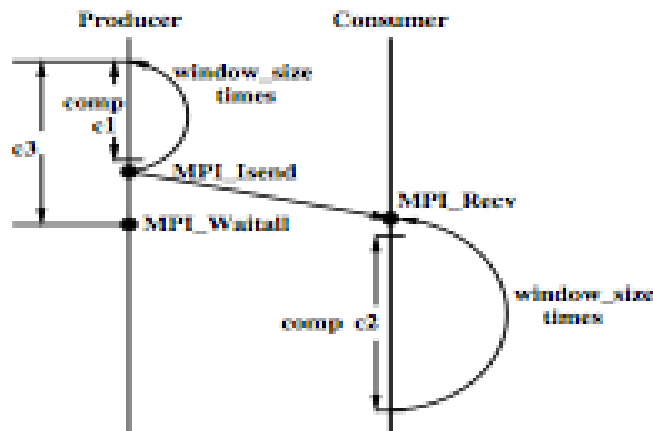 Producer
Consumer
window_size
times
comp
c1
c3
MPI_Isend
MPI_Recv
MPI_Waitall
comp c2
window_size
times